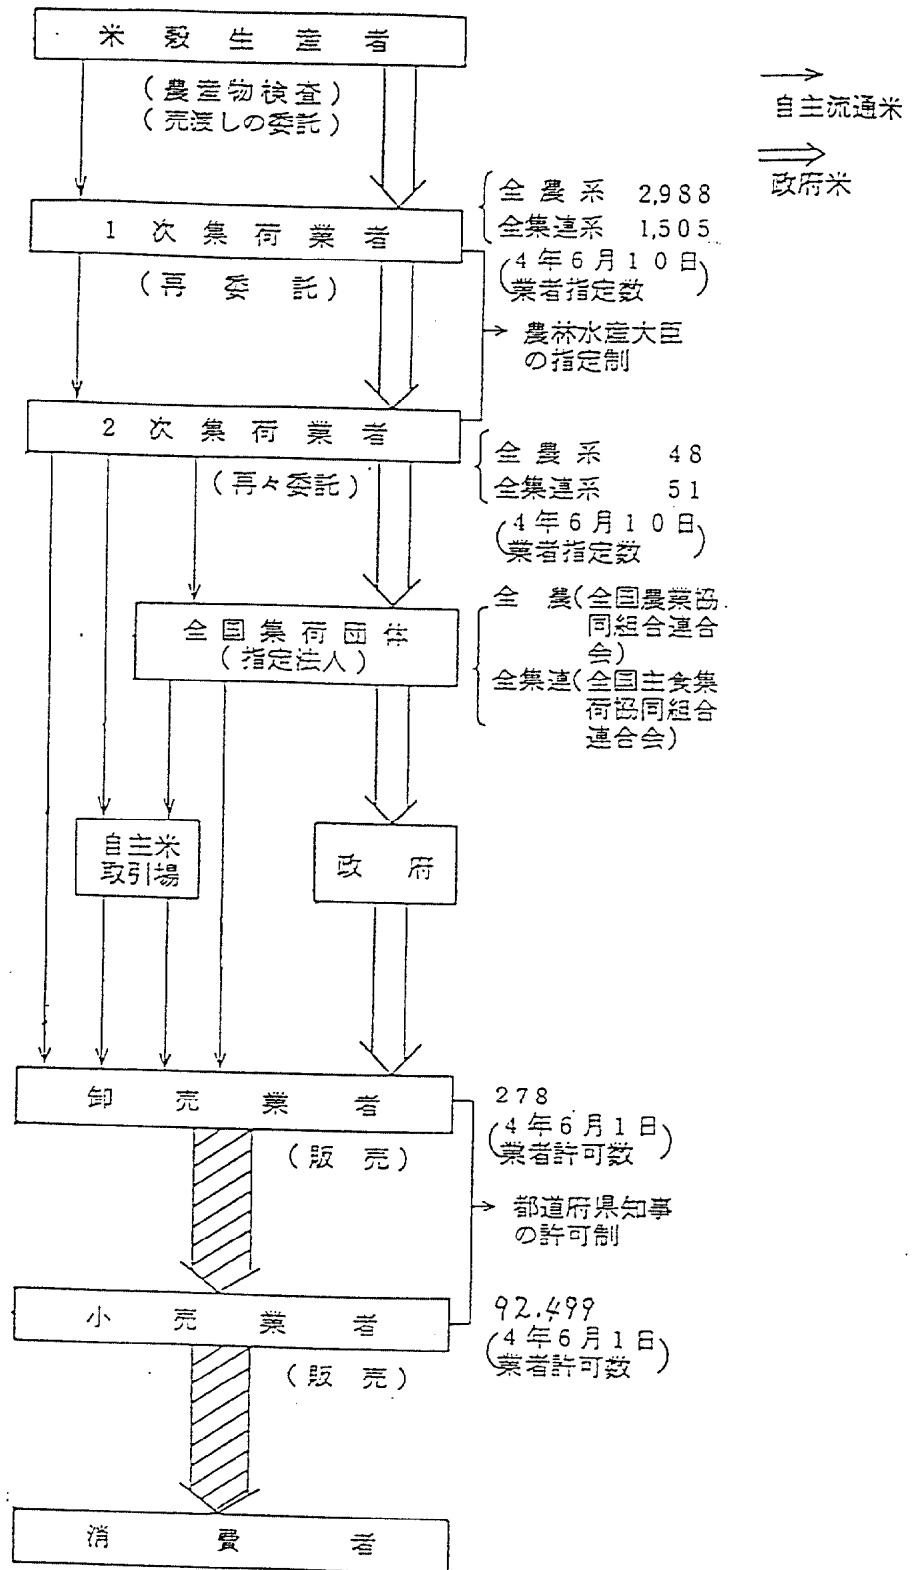 米穀生産者
(農産物検査)
(売渡しの委託)
→
自主流通米
⇒
政府米
1次集荷業者
全農系 2,988
全集連系 1,505
(4年6月10日
業者指定数)
(再委託)
農林水産大臣
の指定制
2次集荷業者
全農系 48
全集連系 51
(4年6月10日
業者指定数)
(再々委託)
全国集荷団体
(指定法人)
全農(全国農業協
同組合連合
会)
全集連(全国主食集
荷協同組合
連合会)
自主米
取引場
政府
卸売業者
278
(4年6月1日
業者許可数)
(販売)
都道府県知事
の許可制
小売業者
92.499
(4年6月1日
業者許可数)
(販売)
消費者